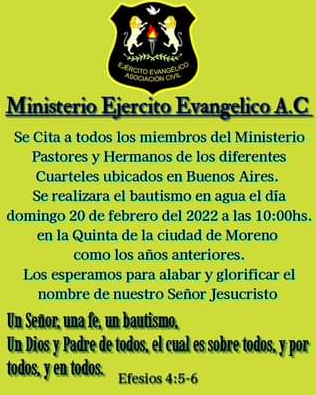 EJÉRCITO EVANGÉLICO
ASOCIACIÓN CIVIL
Ministerio Ejercito Evangelico A.C
Se Cita a todos los miembros del Ministerio
Pastores y Hermanos de los diferentes
Cuarteles ubicados en Buenos Aires.
Se realizara el bautismo en agua el día
domingo 20 de febrero del 2022 a las 10:00hs.
en la Quinta de la ciudad de Moreno
como los años anteriores.
Los esperamos para alabar y glorificar el
nombre de nuestro Señor Jesucristo
Un Señor, una fe, un bautismo,
Un Dios y Padre de todos, el cual es sobre todos, y por
todos, y en todos.
Efesios 4:5-6